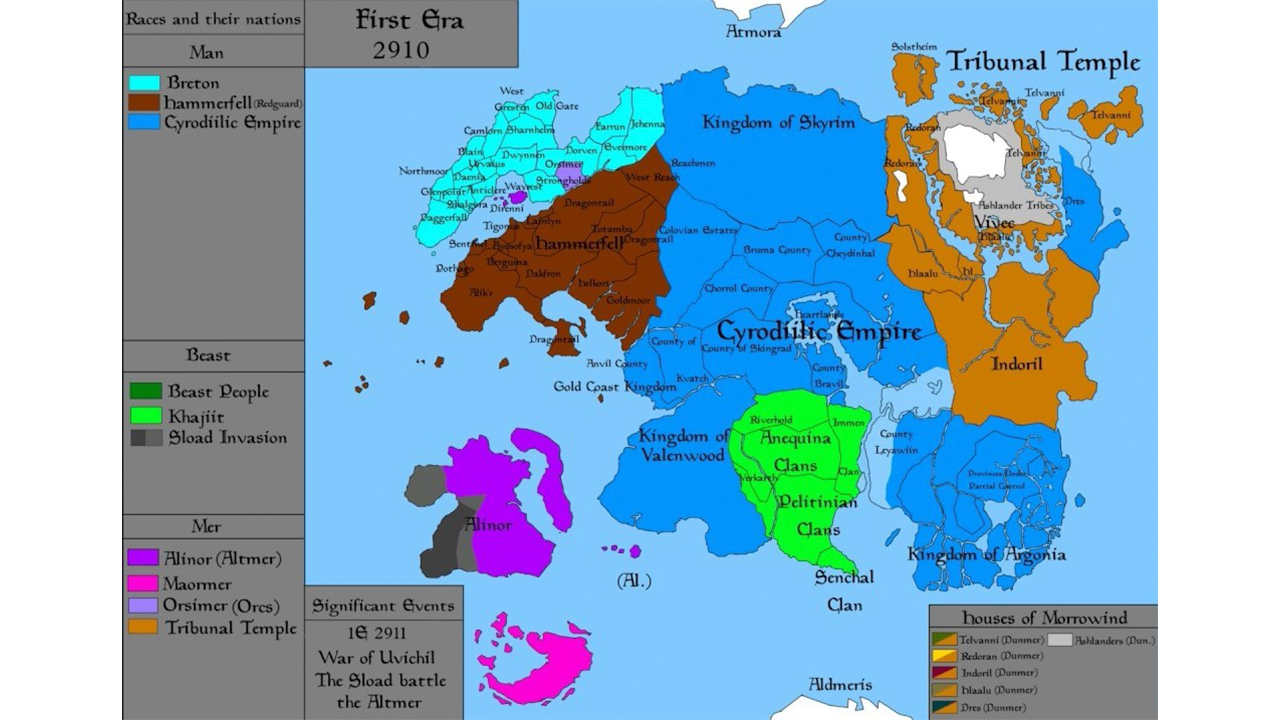 Races and their nations
Man
Breton
Hammerfell (Redguard)
Cyrodiilic Empire
Beast
Beast People
Khajiit
Sload Invasion
Mer
Alinor (Altmer)
Maormer
Orsimer (Orcs)
Tribunal Temple
First Era
2910
Atmora
Solstheim
Tribunal Temple
Telvanni
Telvanni
Telvanni
Redoran
Redoran
Telvanni
Ashlander Tribes
Vivec
Hlaalu
Dres
Hlaalu
Hl.
Indoril
West
Gresten
Old Gate
Camlorn
Sharnhelm
Farrun
Jehenna
Blain
Dwynnen
Dorven
Evermore
Northmoor
Urvaius
Daenia
Orsimer
Strongholds
Glenpoint
Anticlere
Wayrest
Shalgora
Direnni
Daggerfall
Tigonus
Lainlyn
Reachmen
West Reach
Dragontail
Totambu
Dragontail
Hammerfell
Sentinel
Antsofya
Bergama
Pothago
Dakfron
Alik'r
Helkori
Goldmoor
Dragontail
Kingdom of Skyrim
Colovian Estates
Bruma County
County
Cheydinhal
Chorrol County
Heartlands
Cyrodiilic Empire
County of
County of Skingrad
Anvil County
Kvatch
Gold Coast Kingdom
County
Bravil
Kingdom of
Valenwood
Riverhold
Immen
Anequina
Clans
Verkarth
Clan
Pelitinian
Clans
Senchal
Clan
County
Leyawiin
Provinces Under
Partial Control
Kingdom of Argonia
Alinor
(Al.)
Aldmeris
Significant Events
1E 2911
War of Uvichil
The Sload battle
the Altmer
Houses of Morrowind
Telvanni (Dunmer)
Ashlanders (Dun.)
Redoran (Dunmer)
Indoril (Dunmer)
Hlaalu (Dunmer)
Dres (Dunmer)